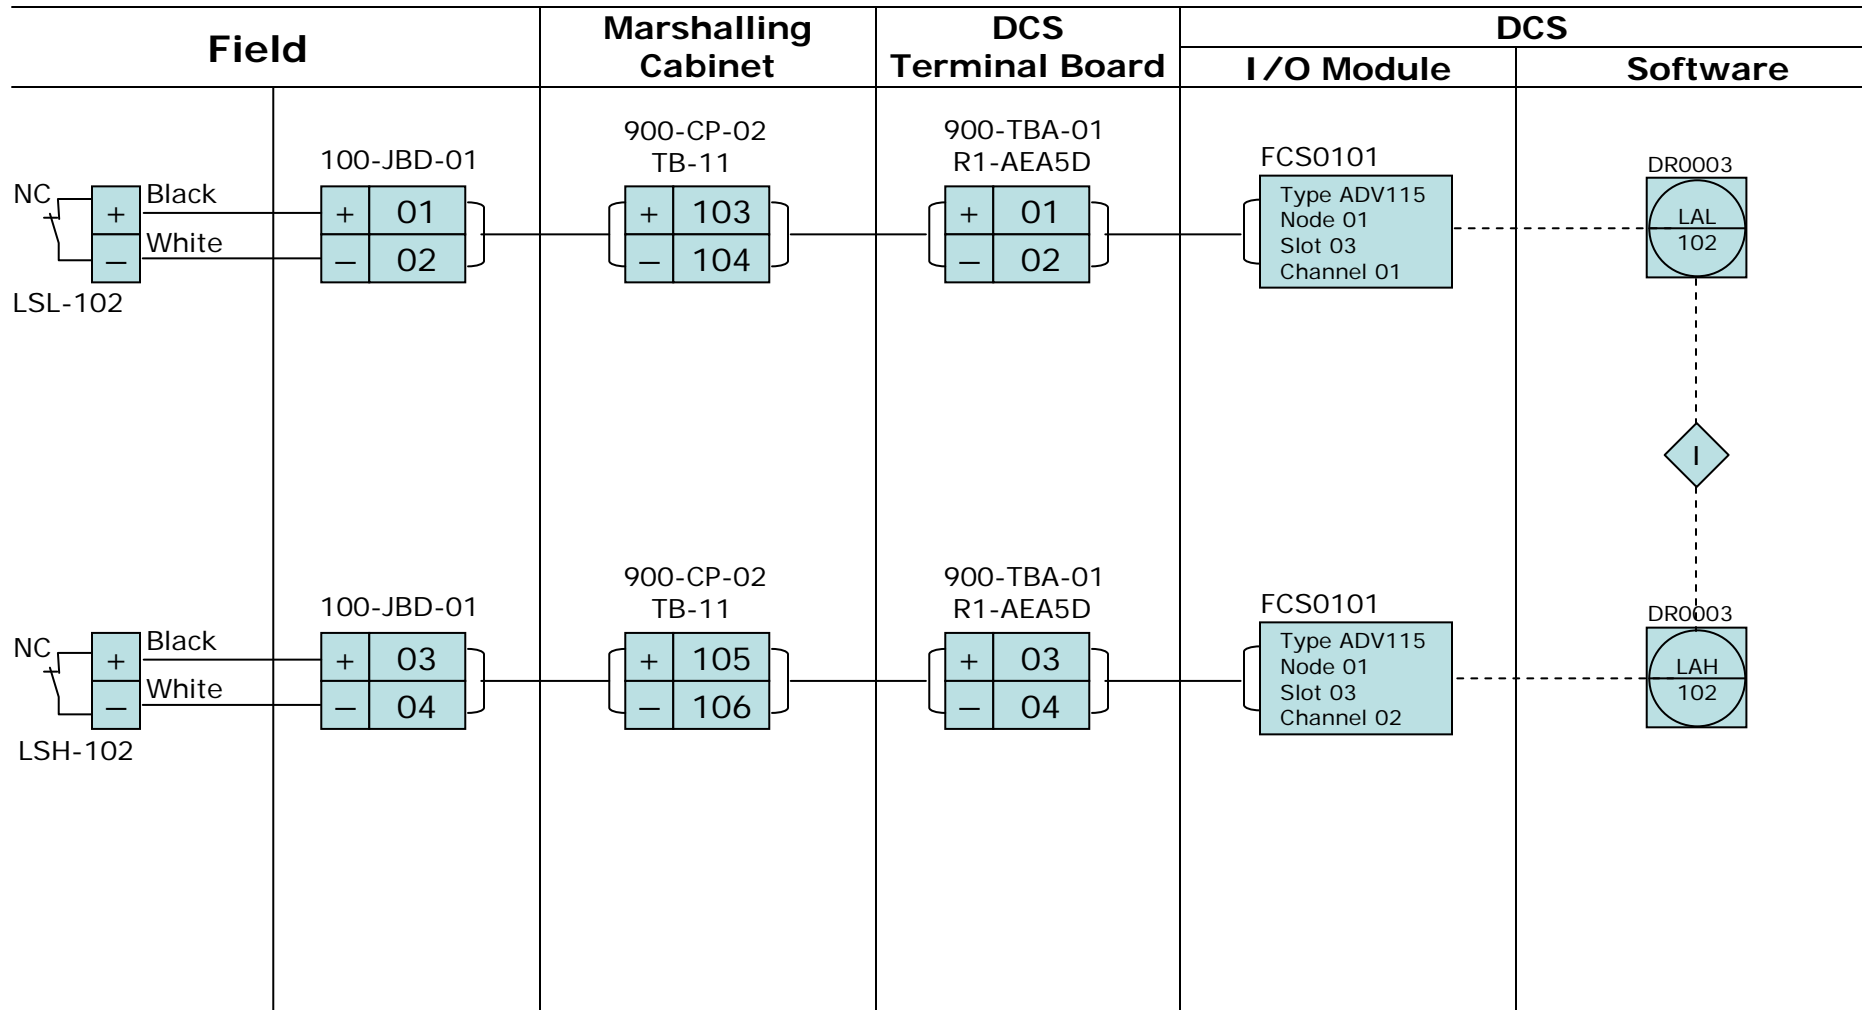 Field
Marshalling
Cabinet
DCS
Terminal Board
DCS
I/O Module
Software
NC
+
−
Black
White
LSL-102
100-JBD-01
+ 01
− 02
900-CP-02
TB-11
+ 103
− 104
900-TBA-01
R1-AEA5D
+ 01
− 02
FCS0101
Type ADV115
Node 01
Slot 03
Channel 01
DR0003
LAL
102
I
NC
+
−
Black
White
LSH-102
100-JBD-01
+ 03
− 04
900-CP-02
TB-11
+ 105
− 106
900-TBA-01
R1-AEA5D
+ 03
− 04
FCS0101
Type ADV115
Node 01
Slot 03
Channel 02
DR0003
LAH
102